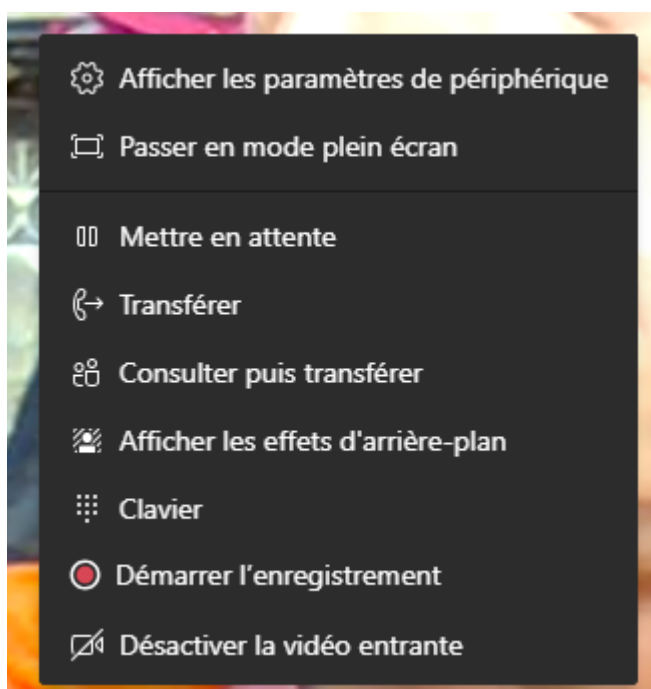 Afficher les paramètres de périphérique
Passer en mode plein écran
Mettre en attente
Transférer
Consulter puis transférer
Afficher les effets d'arrière-plan
Clavier
Démarrer l’enregistrement
Désactiver la vidéo entrante